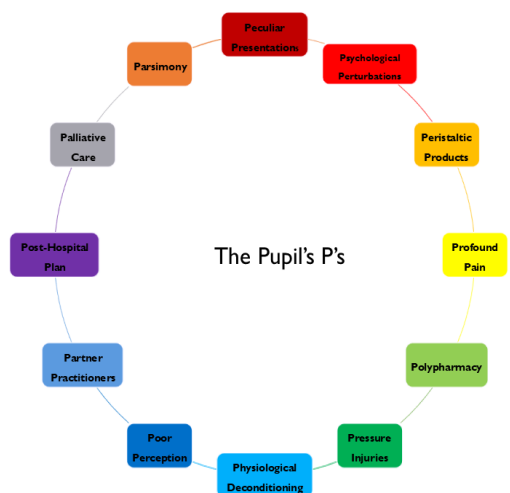 Peculiar
Presentations
Psychological
Perturbations
Peristaltic
Products
Profound
Pain
Polypharmacy
Pressure
Injuries
Physiological
Deconditioning
Poor
Perception
Partner
Practitioners
Post-Hospital
Plan
Palliative
Care
Parsimony
The Pupil's P's